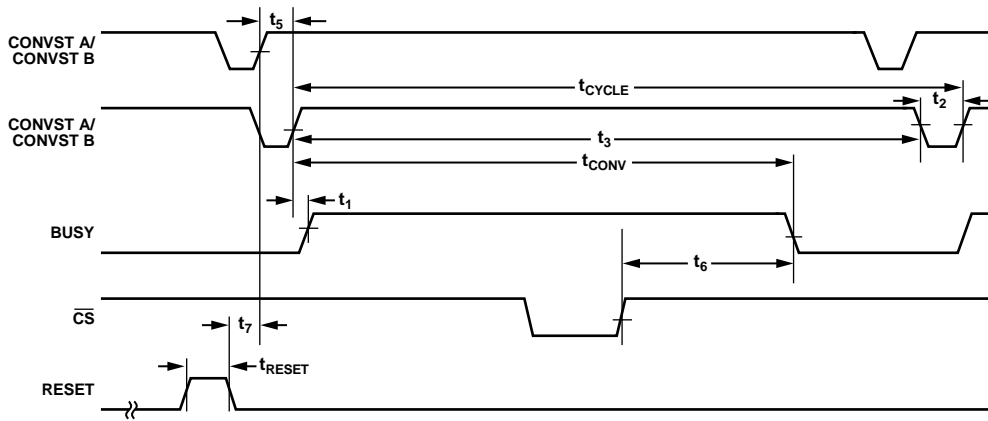 t5
CONVST A/
CONVST B
tCYCLE
t2
CONVST A/
CONVST B
t3
tCONV
t1
BUSY
t6
CS
t7
tRESET
RESET